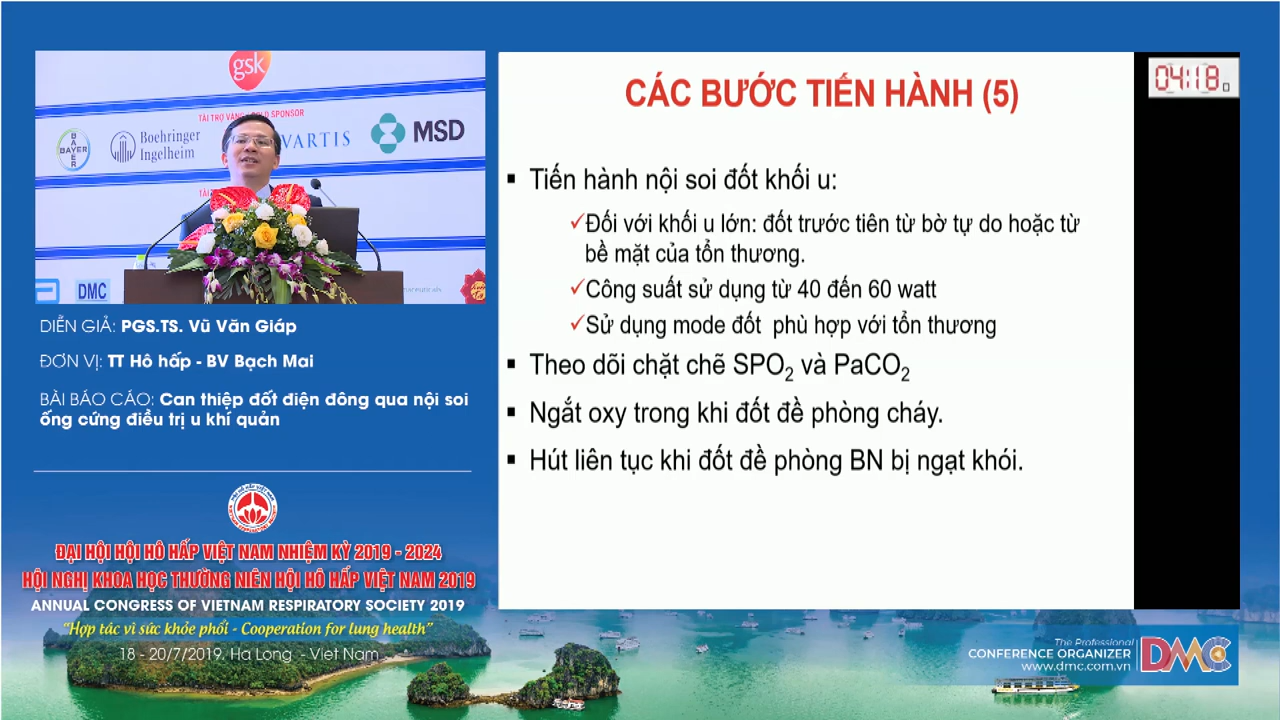 gsk
TÀI TRỢ VÀNG - GOLD SPONSOR
BAYER
BAYER
Boehringer
Ingelheim
MSD
DMC
DIỄN GIẢ: PGS.TS. Vũ Văn Giáp
ĐƠN VỊ: TT Hô hấp - BV Bạch Mai
BÀI BÁO CÁO: Can thiệp đốt điện đông qua nội soi
ống cứng điều trị u khí quản
ĐẠI HỘI HỘI HÔ HẤP VIỆT NAM NHIỆM KỲ 2019 - 2024
HỘI NGHỊ KHOA HỌC THƯỜNG NIÊN HỘI HÔ HẤP VIỆT NAM 2019
ANNUAL CONGRESS OF VIETNAM RESPIRATORY SOCIETY 2019
“Hợp tác vì sức khỏe phổi - Cooperation for lung health”
18 - 20/7/2019. Ha Long - Viet Nam
CÁC BƯỚC TIẾN HÀNH (5)
▪ Tiến hành nội soi đốt khối u:
✓Đối với khối u lớn: đốt trước tiên từ bờ tự do hoặc từ
bề mặt của tổn thương.
✓Công suất sử dụng từ 40 đến 60 watt
✓Sử dụng mode đốt phù hợp với tổn thương
▪ Theo dõi chặt chẽ SPO₂ và PaCO₂
▪ Ngắt oxy trong khi đốt đề phòng cháy.
▪ Hút liên tục khi đốt đề phòng BN bị ngạt khói.
04:18
The Professional
CONFERENCE ORGANIZER
www.dmc.com.vn
DMC